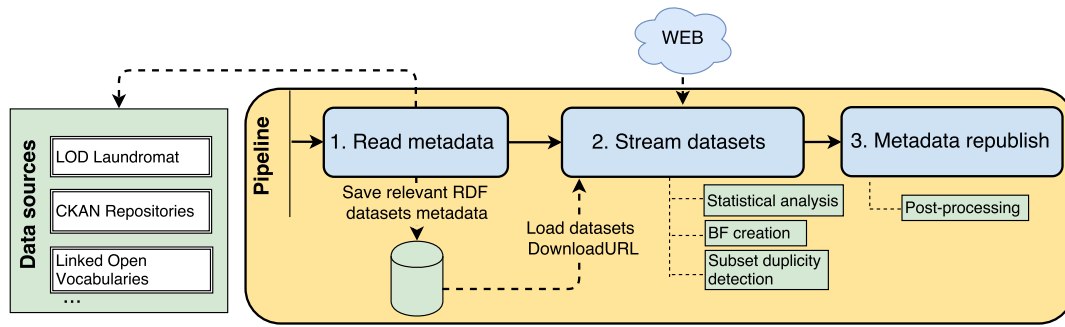 WEB
Data sources
LOD Laundromat
CKAN Repositories
Linked Open
Vocabularies
...
Pipeline
1. Read metadata
2. Stream datasets
3. Metadata republish
Save relevant RDF
datasets metadata
Load datasets
DownloadURL
Statistical analysis
BF creation
Subset duplicity
detection
Post-processing